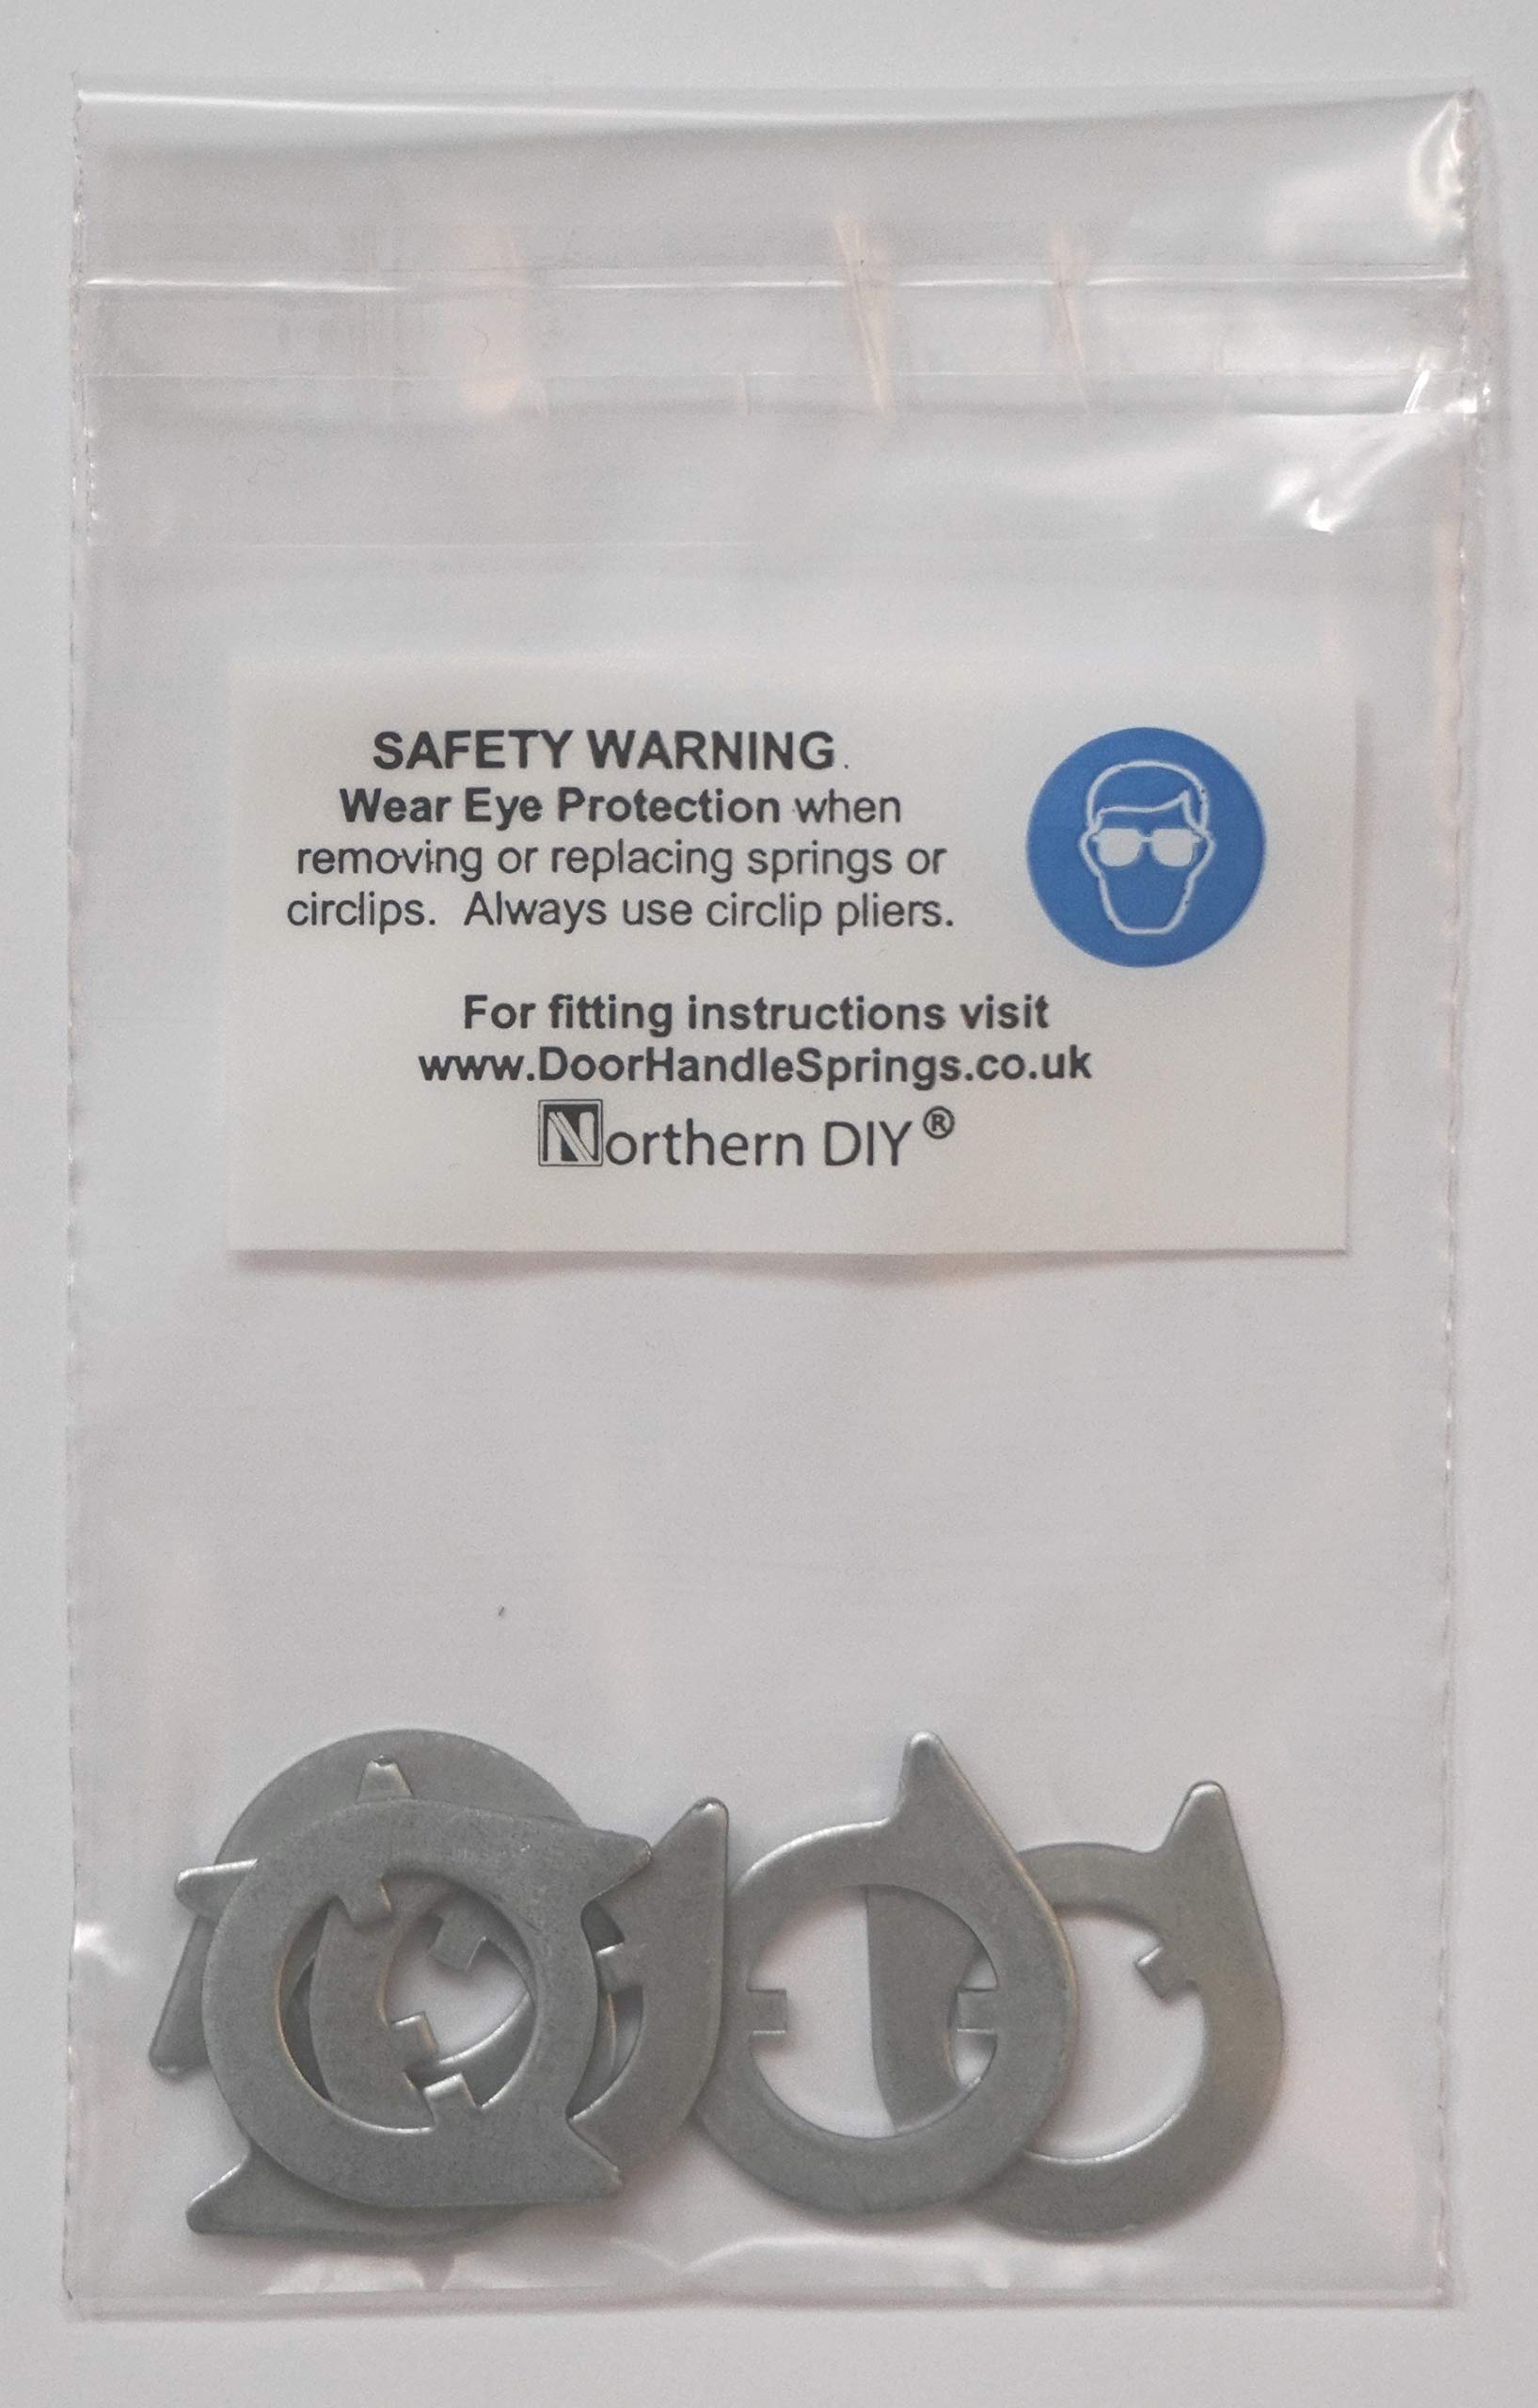 SAFETY WARNING.
Wear Eye Protection when
removing or replacing springs or
circlips. Always use circlip pliers.
For fitting instructions visit
www.DoorHandleSprings.co.uk
Northern DIY®